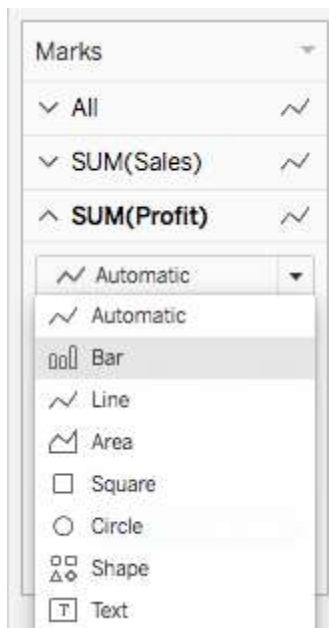 Marks
All
SUM(Sales)
SUM(Profit)
Automatic
Automatic
Bar
Line
Area
Square
Circle
Shape
T Text